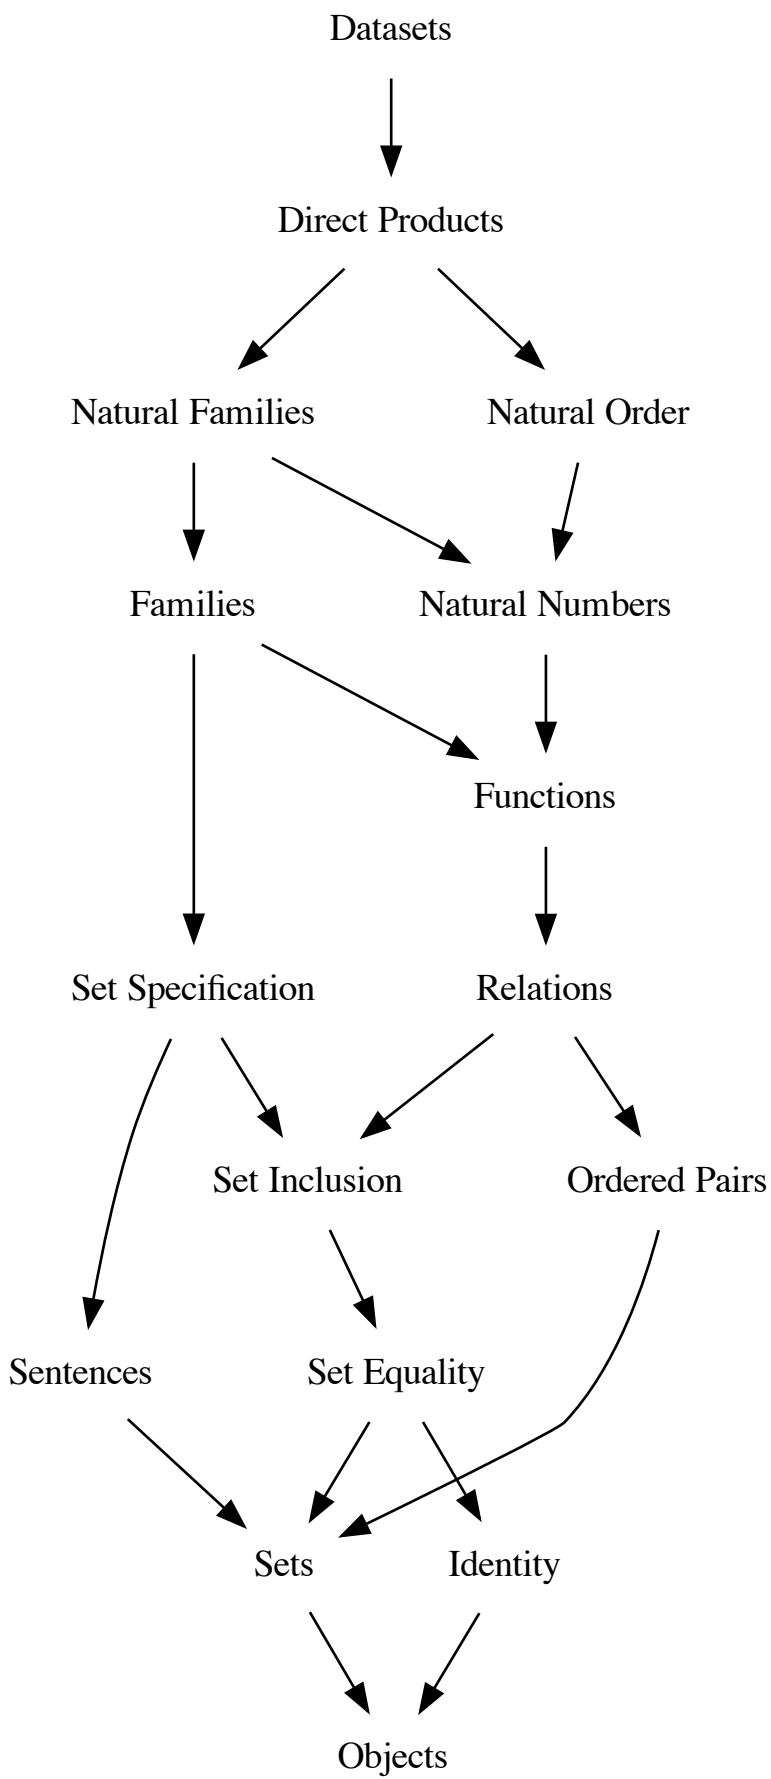 Datasets
Direct Products
Natural Families
Natural Order
Families
Natural Numbers
Functions
Set Specification
Relations
Set Inclusion
Ordered Pairs
Sentences
Set Equality
Sets
Identity
Objects